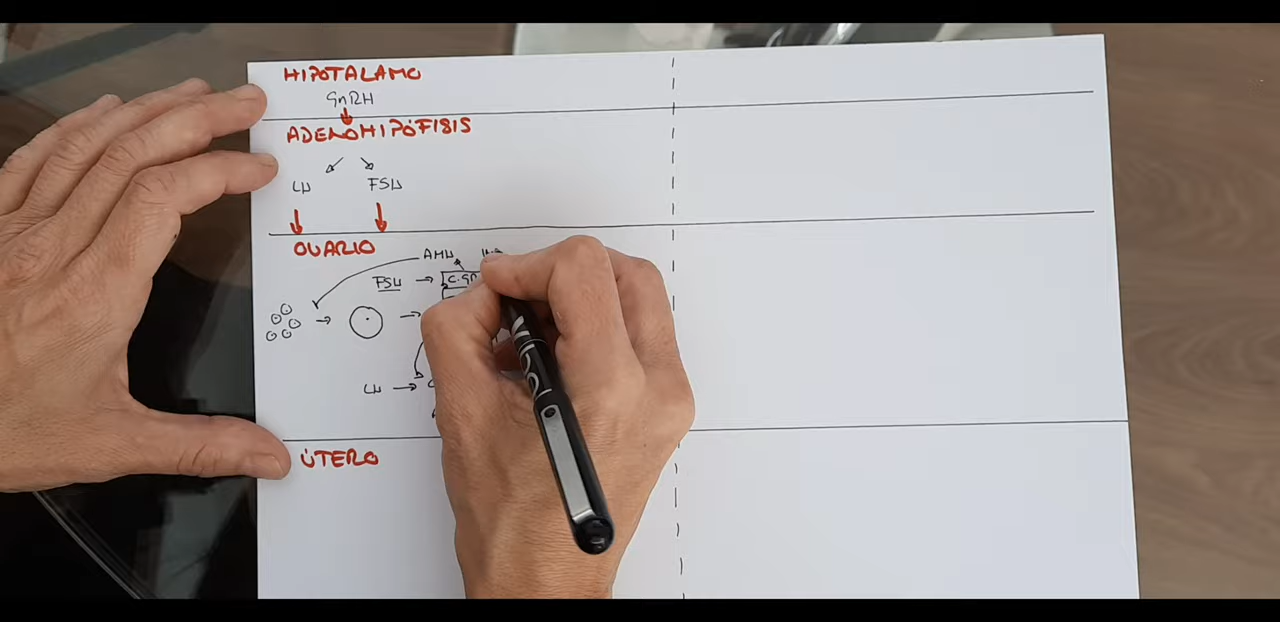 HIPOTALAMO
GnRH
ADENOHIPÓFISIS
LH FSH
OVARIO
AMH
FSH
LH
ÚTERO